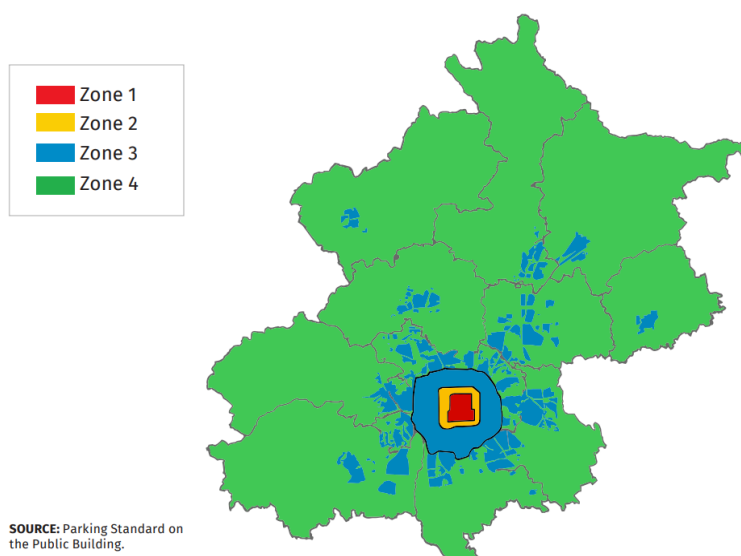 Zone 1
Zone 2
Zone 3
Zone 4
SOURCE: Parking Standard on
the Public Building.